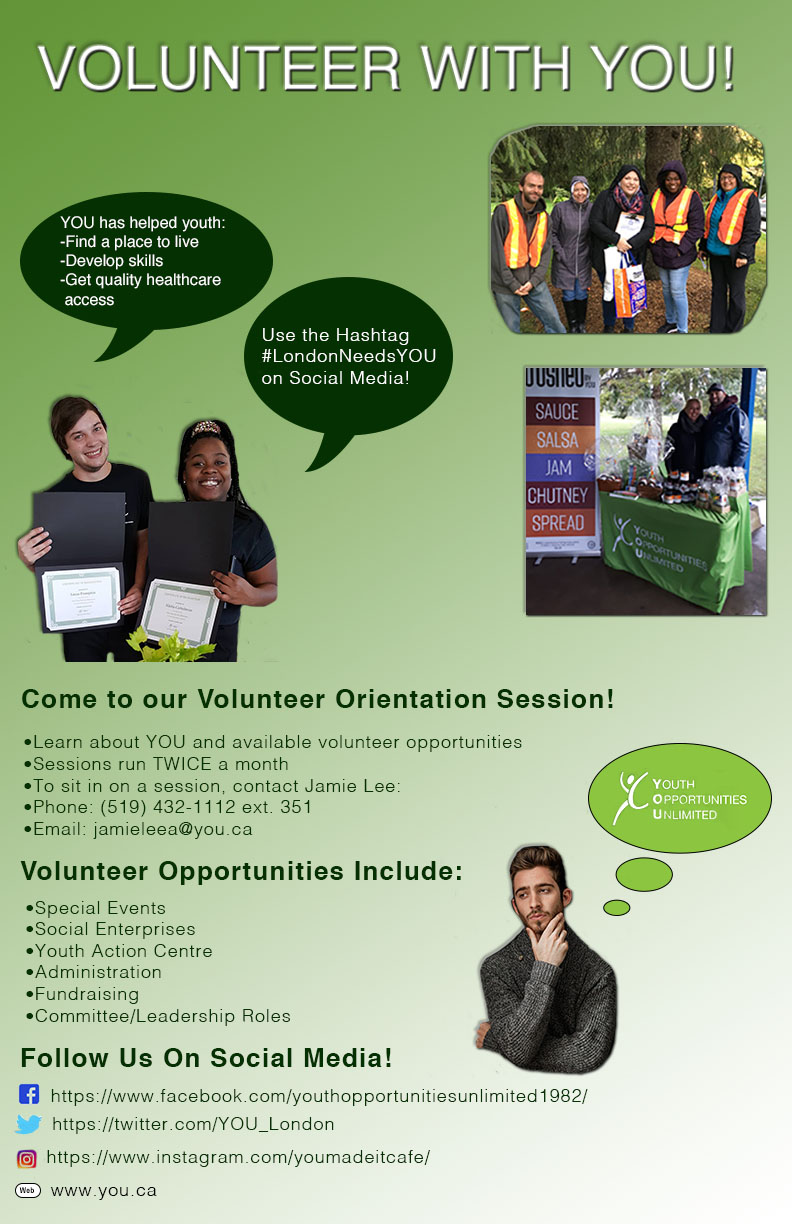 VOLUNTEER WITH YOU!
YOU has helped youth:
-Find a place to live
-Develop skills
-Get quality healthcare
access
Use the Hashtag
#LondonNeedsYOU
on Social Media!
BY YOU
SAUCE
SALSA
JAM
CHUTNEY
SPREAD
YOUTH
OPPORTUNITIES
UNLIMITED
Come to our Volunteer Orientation Session!
•Learn about YOU and available volunteer opportunities
•Sessions run TWICE a month
•To sit in on a session, contact Jamie Lee:
•Phone: (519) 432-1112 ext. 351
•Email: jamieleea@you.ca
YOUTH
OPPORTUNITIES
UNLIMITED
Volunteer Opportunities Include:
•Special Events
•Social Enterprises
•Youth Action Centre
•Administration
•Fundraising
•Committee/Leadership Roles
Follow Us On Social Media!
https://www.facebook.com/youthopportunitiesunlimited1982/
https://twitter.com/YOU_London
https://www.instagram.com/youmadeitcafe/
Web www.you.ca